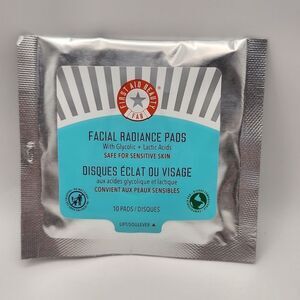 FIRST AID BEAUTY
FAB
FACIAL RADIANCE PADS
With Glycolic + Lactic Acids
SAFE FOR SENSITIVE SKIN
DISQUES ÉCLAT DU VISAGE
aux acides glycolique et lactique
CONVIENT AUX PEAUX SENSIBLES
10 PADS / DISQUES